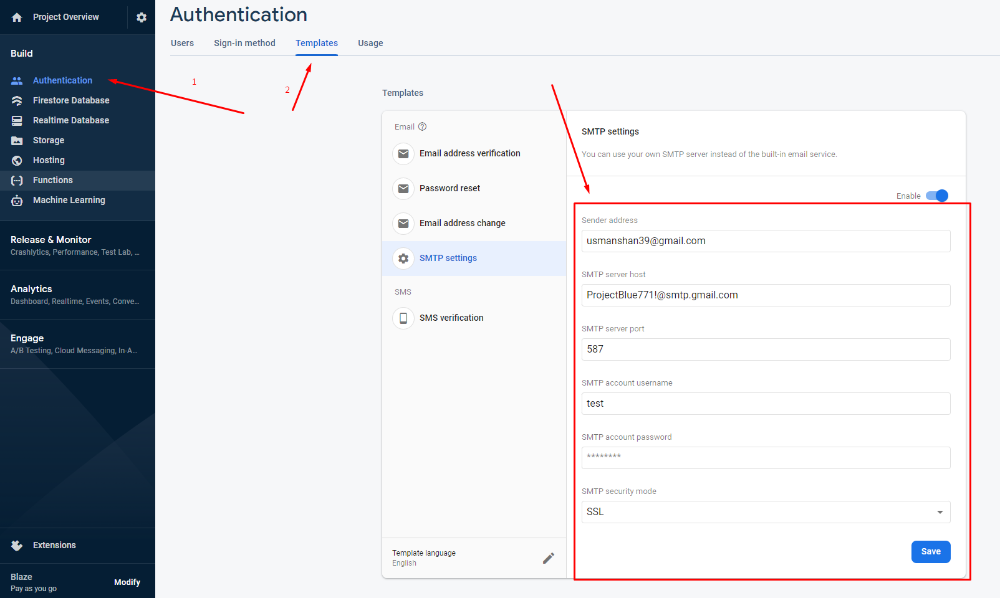 Project Overview
Build
Authentication
Firestore Database
Realtime Database
Storage
Hosting
Functions
Machine Learning
Release & Monitor
Crashlytics, Performance, Test Lab, ...
Analytics
Dashboard, Realtime, Events, Conve...
Engage
A/B Testing, Cloud Messaging, In-A...
Extensions
Blaze
Pay as you go
Modify
Authentication
Users
Sign-in method
Templates
Usage
1
2
Templates
Email
Email address verification
Password reset
Email address change
SMTP settings
SMS
SMS verification
Template language
English
SMTP settings
You can use your own SMTP server instead of the built-in email service.
Enable
Sender address
usmanshan39@gmail.com
SMTP server host
ProjectBlue771!@smtp.gmail.com
SMTP server port
587
SMTP account username
test
SMTP account password
********
SMTP security mode
SSL
Save